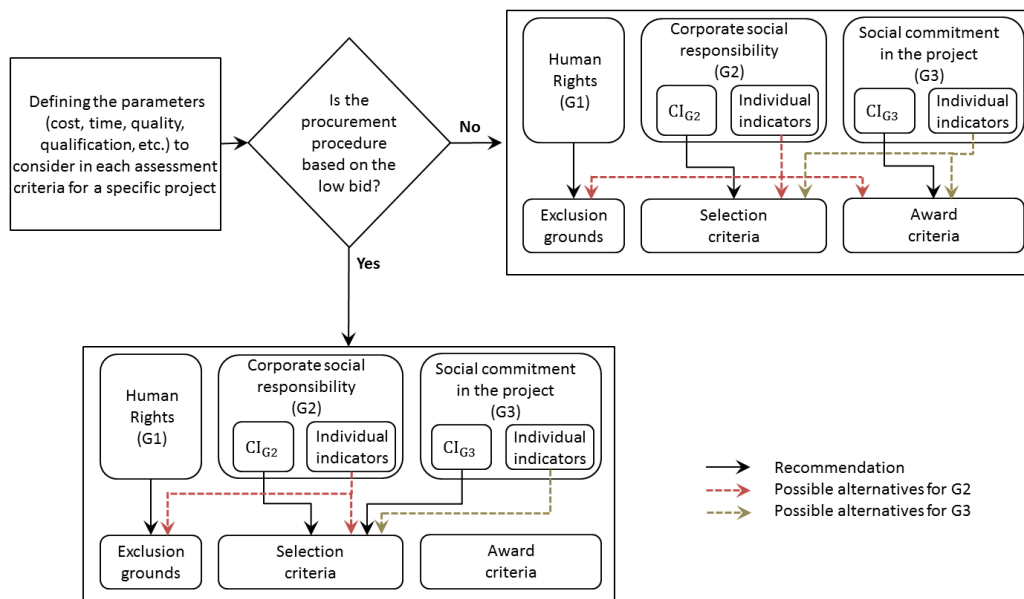 Defining the parameters
(cost, time, quality,
qualification, etc.) to
consider in each assessment
criteria for a specific project
Is the
procurement
procedure
based on the
low bid?
No
Yes
Human
Rights
(G1)
Corporate social
responsibility
(G2)
CI_G2
Individual
indicators
Social commitment
in the project
(G3)
CI_G3
Individual
indicators
Exclusion
grounds
Selection
criteria
Award
criteria
Human
Rights
(G1)
Corporate social
responsibility
(G2)
CI_G2
Individual
indicators
Social commitment
in the project
(G3)
CI_G3
Individual
indicators
Exclusion
grounds
Selection
criteria
Award
criteria
Recommendation
Possible alternatives for G2
Possible alternatives for G3